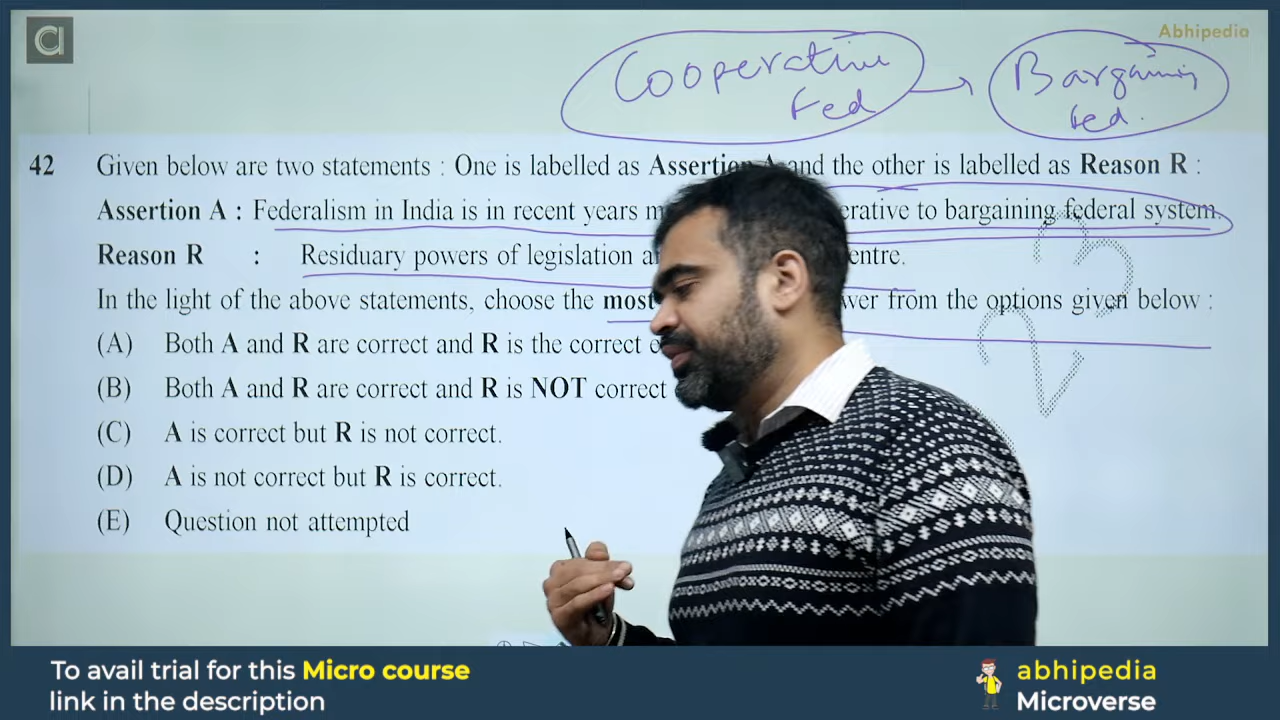 Abhipedia
Cooperative
Fed
Bargaining
Fed.
42 Given below are two statements : One is labelled as Assertion A and the other is labelled as Reason R :
Assertion A : Federalism in India is in recent years erative to bargaining federal system.
Reason R : Residuary powers of legislation entre.
In the light of the above statements, choose the most wer from the options given below :
(A) Both A and R are correct and R is the correct
(B) Both A and R are correct and R is NOT correct
(C) A is correct but R is not correct.
(D) A is not correct but R is correct.
(E) Question not attempted
23
To avail trial for this Micro course
link in the description
abhipedia
Microverse